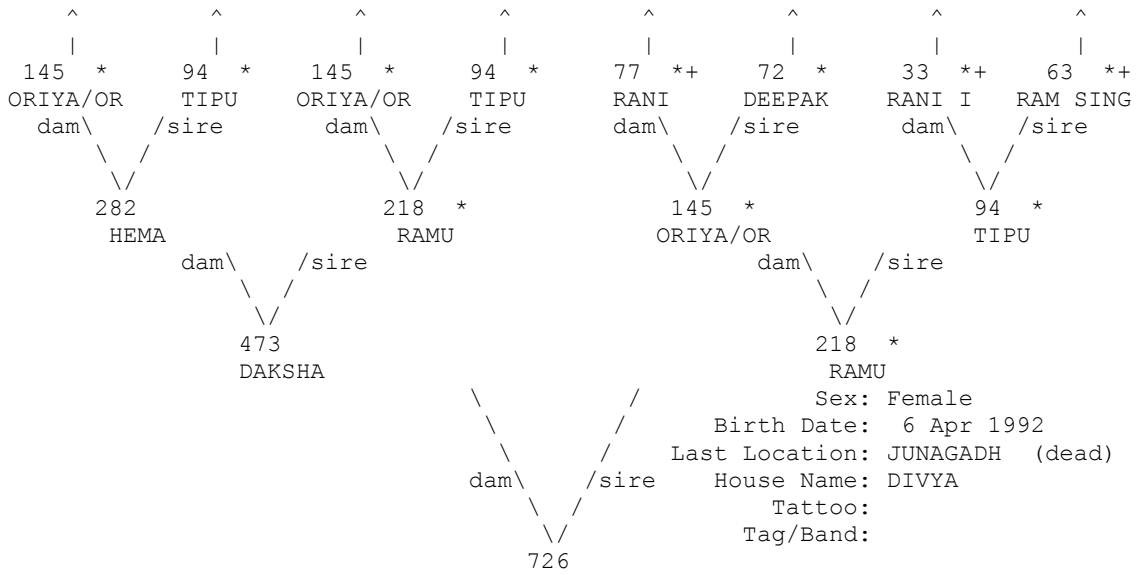 ^ ^ ^ ^ ^ ^ ^ ^
| | | | | | | |
145 * 94 * 145 * 94 * 77 *+ 72 * 33 *+ 63 *+
ORIYA/OR TIPU ORIYA/OR TIPU RANI DEEPAK RANI I RAM SING
dam\ /sire dam\ /sire dam\ /sire dam\ /sire
\ / \ / \ / \ /
\/ \/ \/ \/
282 218 * 145 * 94 *
HEMA RAMU ORIYA/OR TIPU
dam\ /sire dam\ /sire
\ / \ /
\/ \/
473 218 *
DAKSHA RAMU
\ / Sex: Female
\ / Birth Date: 6 Apr 1992
\ / Last Location: JUNAGADH (dead)
dam\ /sire House Name: DIVYA
\ / Tattoo:
\/ Tag/Band:
726